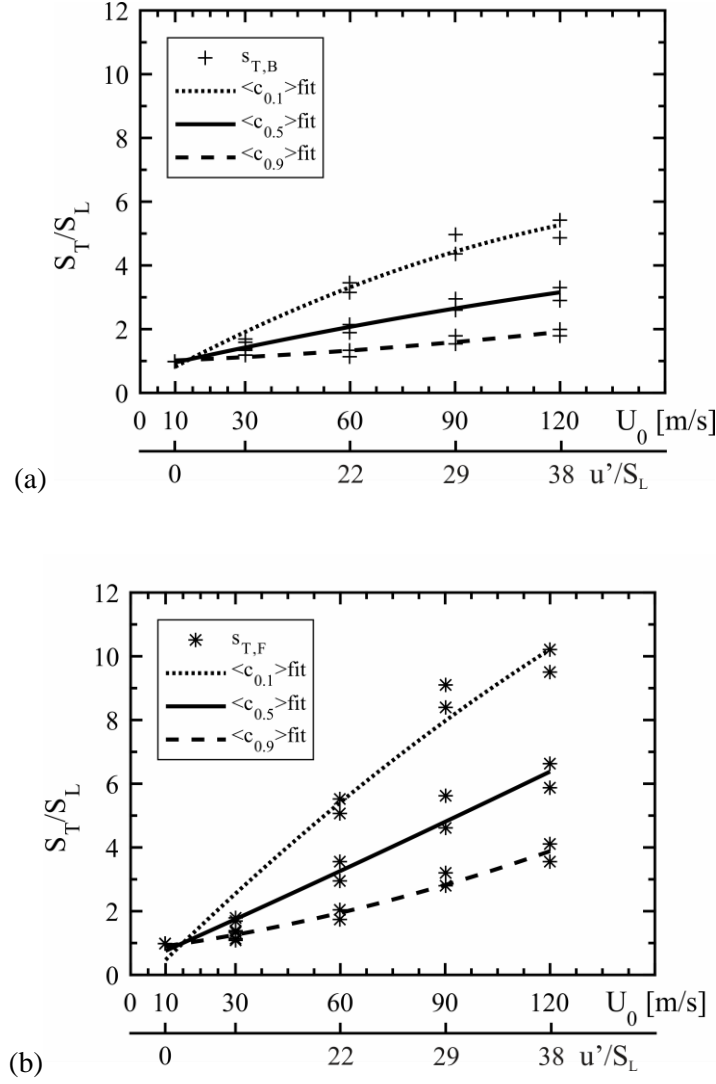 12
10
8
6
4
2
0
S_T/S_L
s_T,B
<c_0.1>fit
<c_0.5>fit
<c_0.9>fit
0 10 30 60 90 120 U_0 [m/s]
(a) 0 22 29 38 u'/S_L
12
10
8
6
4
2
0
S_T/S_L
s_T,F
<c_0.1>fit
<c_0.5>fit
<c_0.9>fit
0 10 30 60 90 120 U_0 [m/s]
(b) 0 22 29 38 u'/S_L